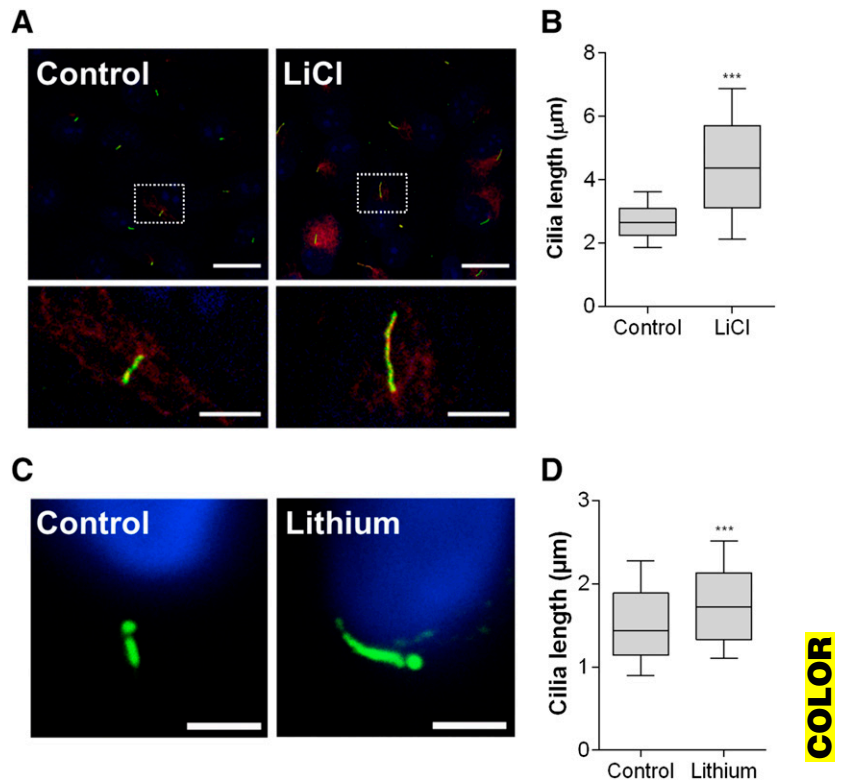 A
Control
LiCl
B
Cilia length (μm)
8
6
4
2
0
***
Control
LiCl
C
Control
Lithium
D
Cilia length (μm)
3
2
1
0
***
Control
Lithium
COLOR